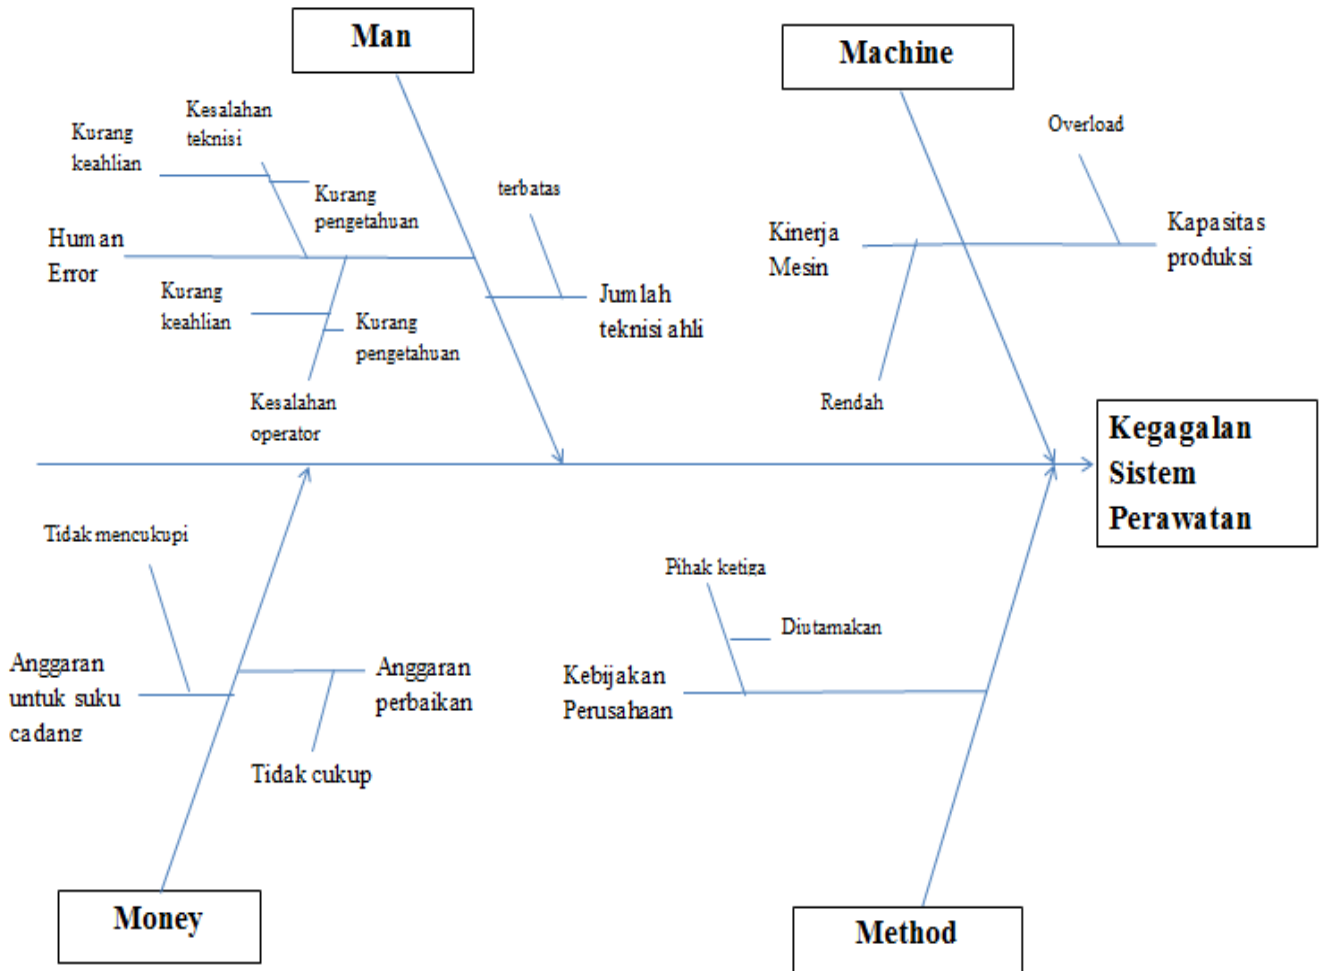 Man
Machine
Kesalahan
teknisi
Kurang
keahlian
Overload
Kurang
pengetahuan
terbatas
Human
Error
Kinerja
Mesin
Kapasitas
produksi
Kurang
keahlian
Kurang
pengetahuan
Jumlah
teknisi ahli
Kesalahan
operator
Rendah
Kegagalan
Sistem
Perawatan
Tidak mencukupi
Pihak ketiga
Diutamakan
Anggaran
untuk suku
cadang
Anggaran
perbaikan
Kebijakan
Perusahaan
Tidak cukup
Money
Method